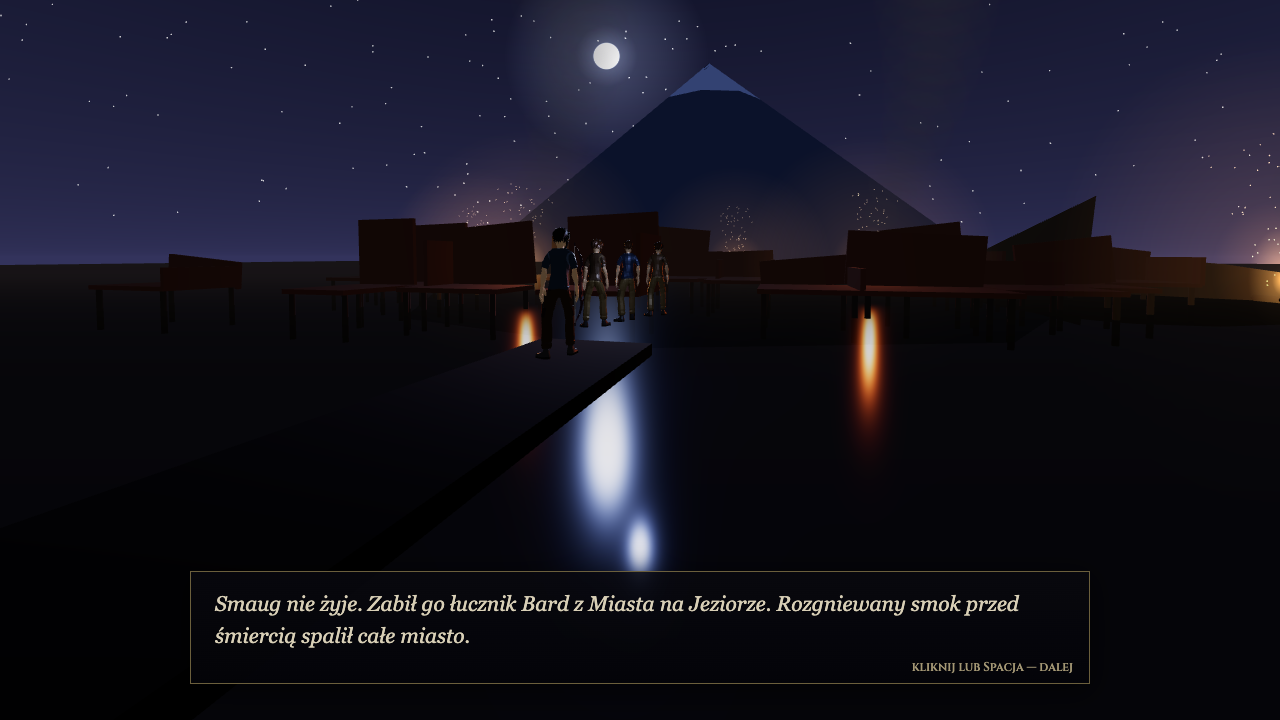 Smaug nie żyje. Zabił go łucznik Bard z Miasta na Jeziorze. Rozgniewany smok przed
śmiercią spalił całe miasto.
KLIKNIJ LUB SPACJA — DALEJ